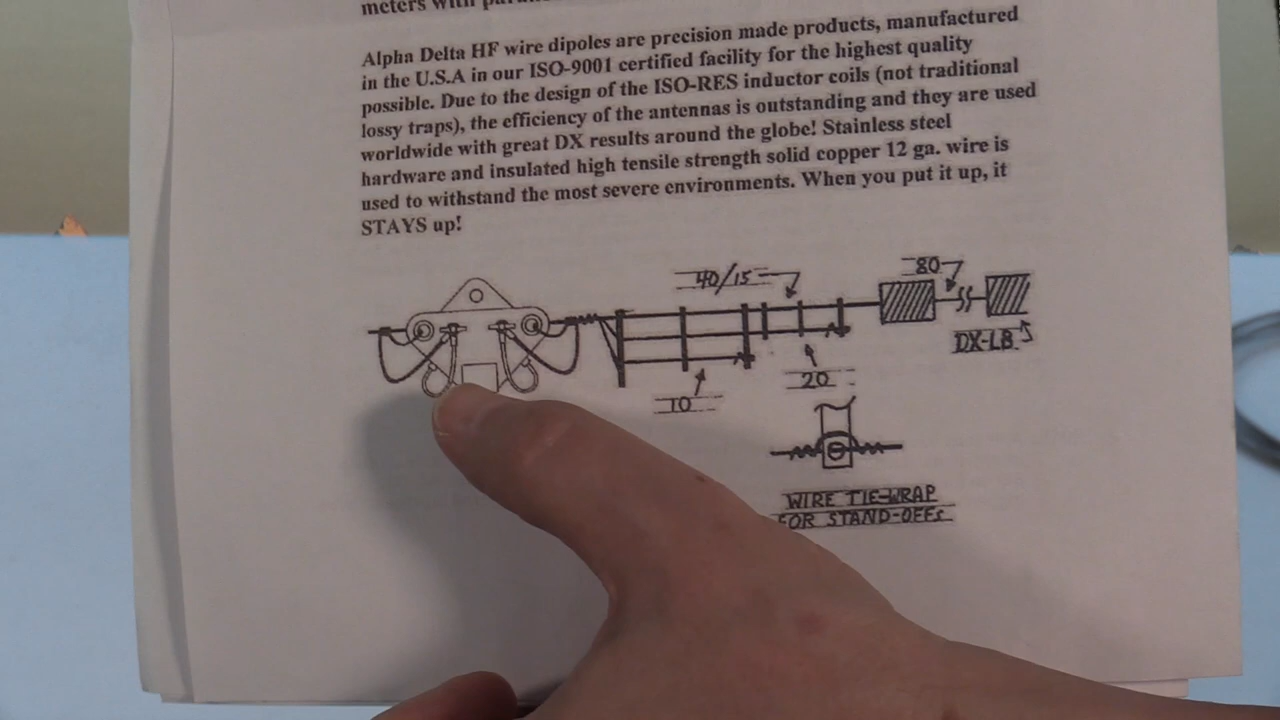 meters with
Alpha Delta HF wire dipoles are precision made products, manufactured
in the U.S.A in our ISO-9001 certified facility for the highest quality
possible. Due to the design of the ISO-RES inductor coils (not traditional
lossy traps), the efficiency of the antennas is outstanding and they are used
worldwide with great DX results around the globe! Stainless steel
hardware and insulated high tensile strength solid copper 12 ga. wire is
used to withstand the most severe environments. When you put it up, it
STAYS up!
40/15
80
DX-LB
20
10
WIRE TIE-WRAP
FOR STAND-OFFS